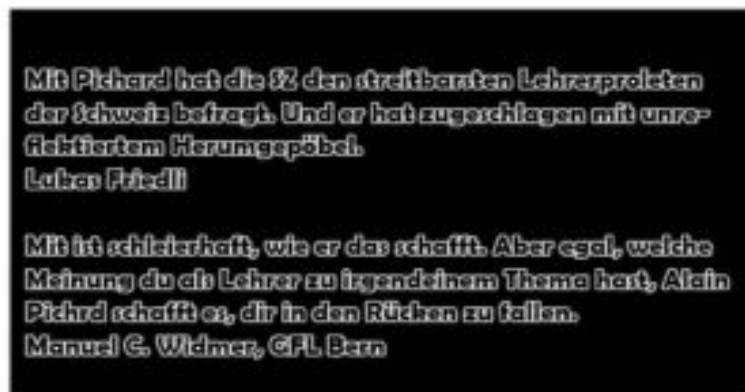 Mit Pichard hat die SZ den streitbarsten Lehrerproleten
der Schweiz befragt. Und er hat zugeschlagen mit unre-
flektiertem Herumgepöbel.
Lukas Friedli
Mit ist schleierhaft, wie er das schafft. Aber egal, welche
Meinung du als Lehrer zu irgendeinem Thema hast, Alain
Pichrd schafft es, dir in den Rücken zu fallen.
Manuel C. Widmer, GFL Bern